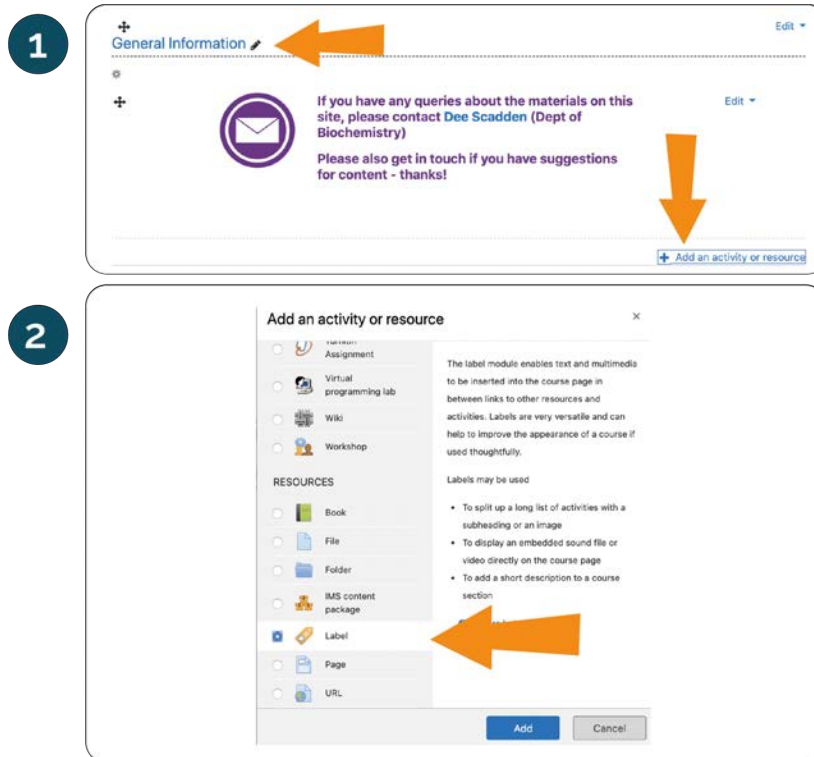 1
General Information
Edit
If you have any queries about the materials on this
site, please contact Dee Scadden (Dept of
Biochemistry)
Please also get in touch if you have suggestions
for content - thanks!
Edit
+ Add an activity or resource
2
Add an activity or resource
×
Assignment
Virtual
programming lab
Wiki
Workshop
RESOURCES
Book
File
Folder
IMS content
package
Label
Page
URL
The label module enables text and multimedia
to be inserted into the course page in
between links to other resources and
activities. Labels are very versatile and can
help to improve the appearance of a course if
used thoughtfully.
Labels may be used
• To split up a long list of activities with a
subheading or an image
• To display an embedded sound file or
video directly on the course page
• To add a short description to a course
section
Add
Cancel